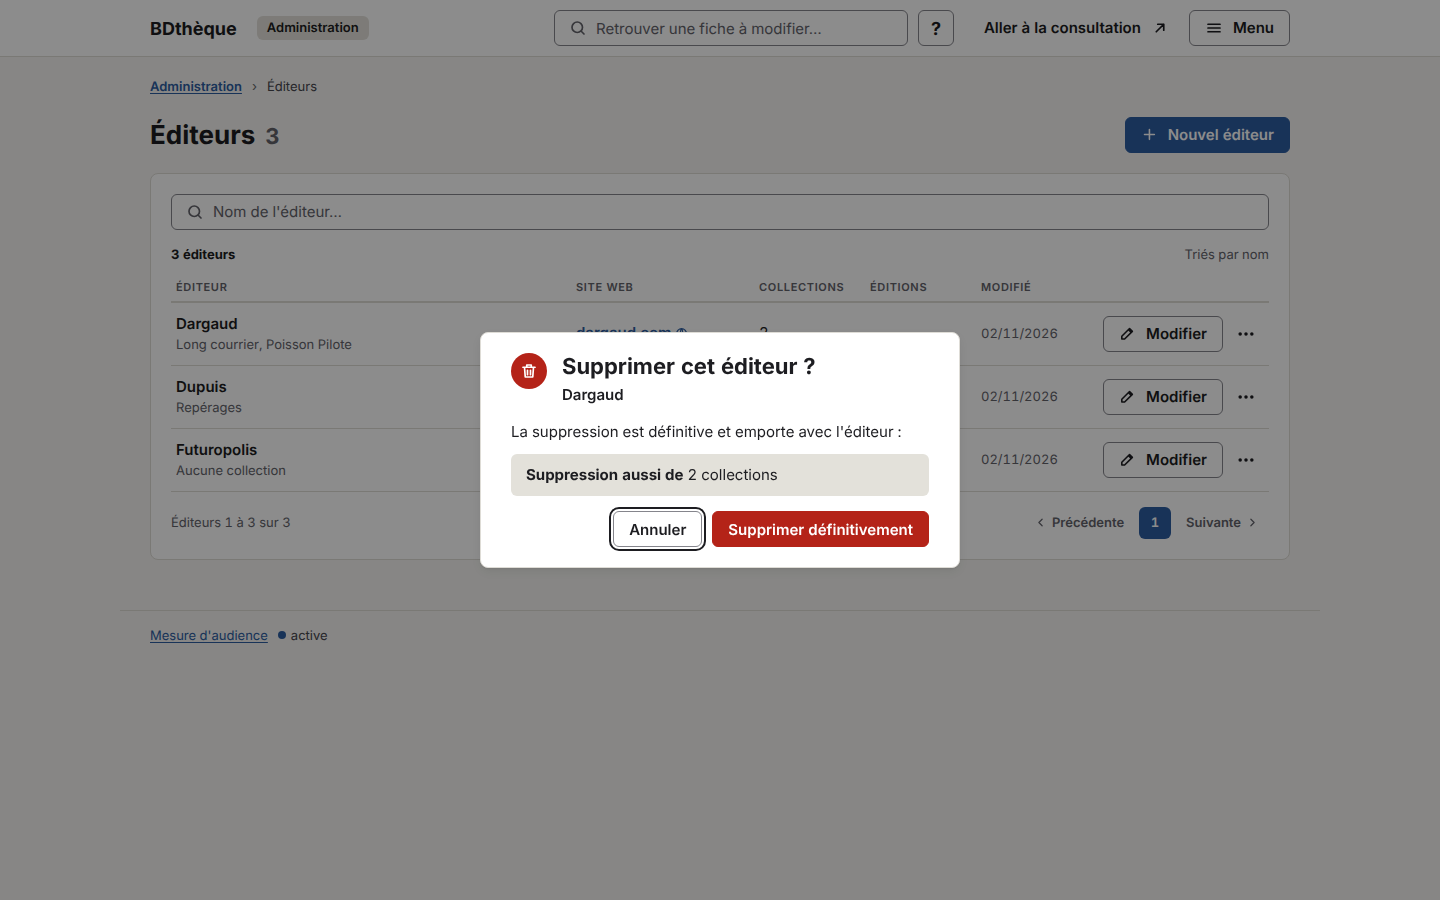 BDthèque Administration Retrouver une fiche à modifier... ? Aller à la consultation Menu
Administration › Éditeurs
Éditeurs 3
Nouvel éditeur
Nom de l'éditeur...
3 éditeurs
Triés par nom
ÉDITEUR SITE WEB COLLECTIONS ÉDITIONS MODIFIÉ
Dargaud
Long courrier, Poisson Pilote
02/11/2026 Modifier
Dupuis
Repérages
02/11/2026 Modifier
Futuropolis
Aucune collection
02/11/2026 Modifier
Supprimer cet éditeur ?
Dargaud
La suppression est définitive et emporte avec l'éditeur :
Suppression aussi de 2 collections
Annuler Supprimer définitivement
Éditeurs 1 à 3 sur 3
Précédente 1 Suivante
Mesure d'audience active